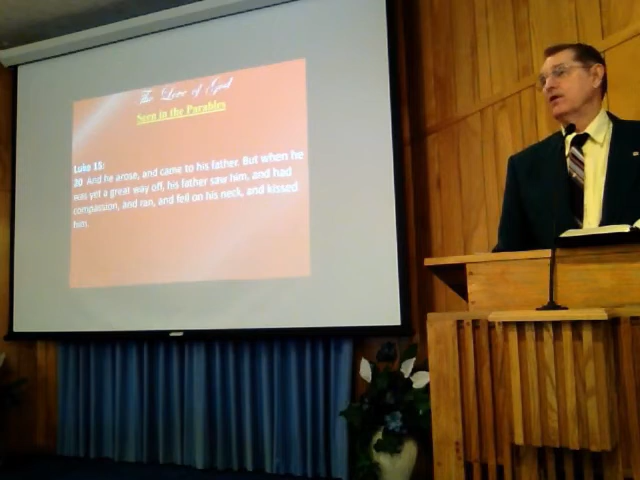 The Love of God
Seen in the Parables
Luke 15:
20 And he arose, and came to his father. But when he
was yet a great way off, his father saw him, and had
compassion, and ran, and fell on his neck, and kissed
him.